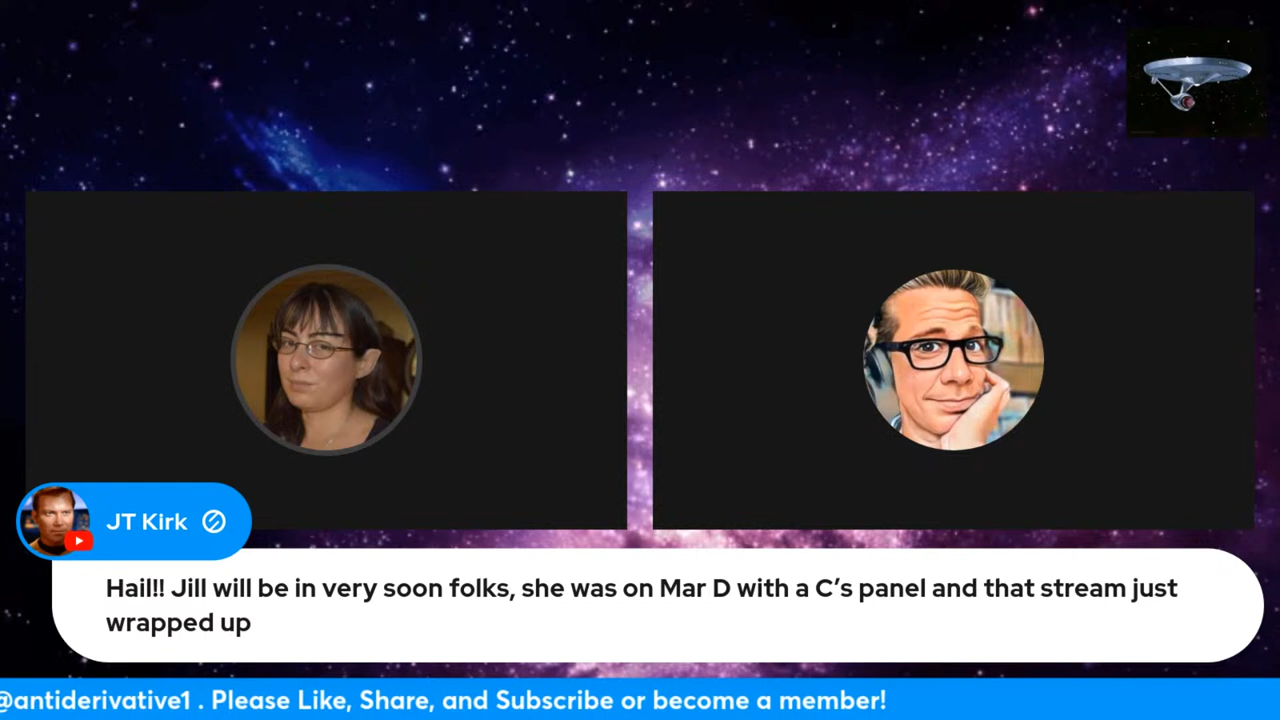 JT Kirk
Hail!! Jill will be in very soon folks, she was on Mar D with a C’s panel and that stream just
wrapped up
@antiderivative1 . Please Like, Share, and Subscribe or become a member!